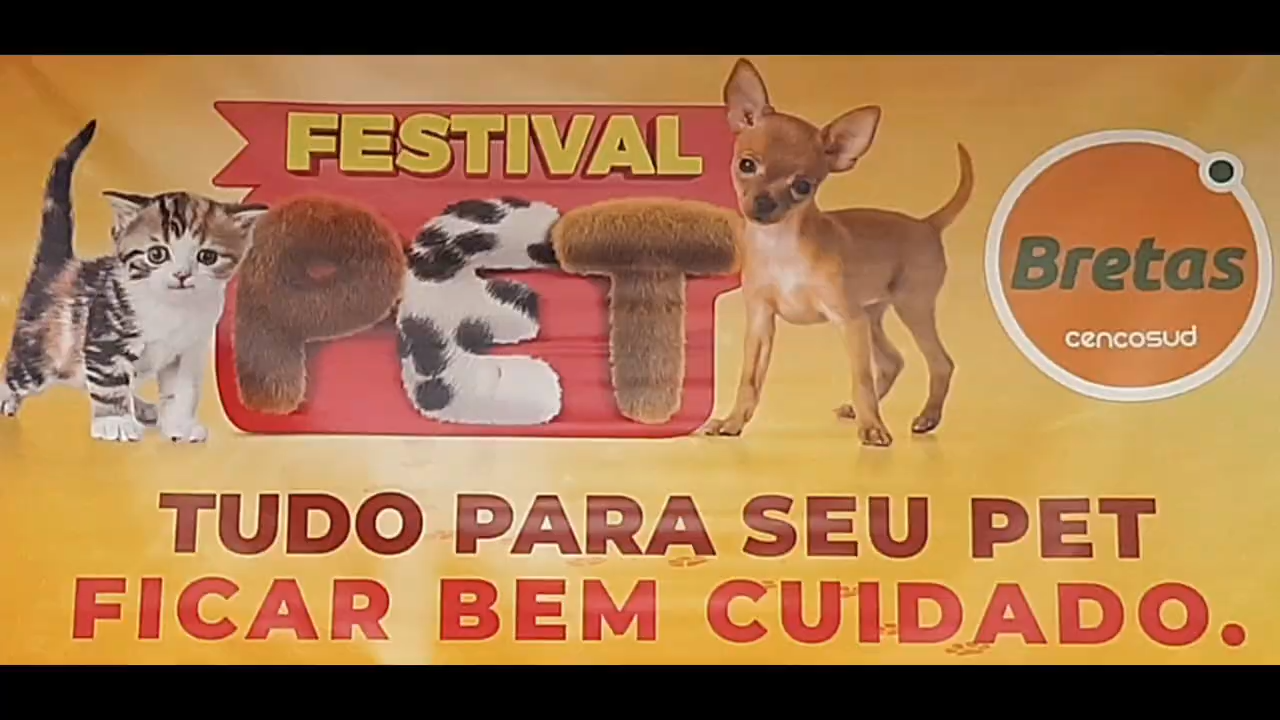 FESTIVAL
PET
Bretas
cencosud
TUDO PARA SEU PET
FICAR BEM CUIDADO.